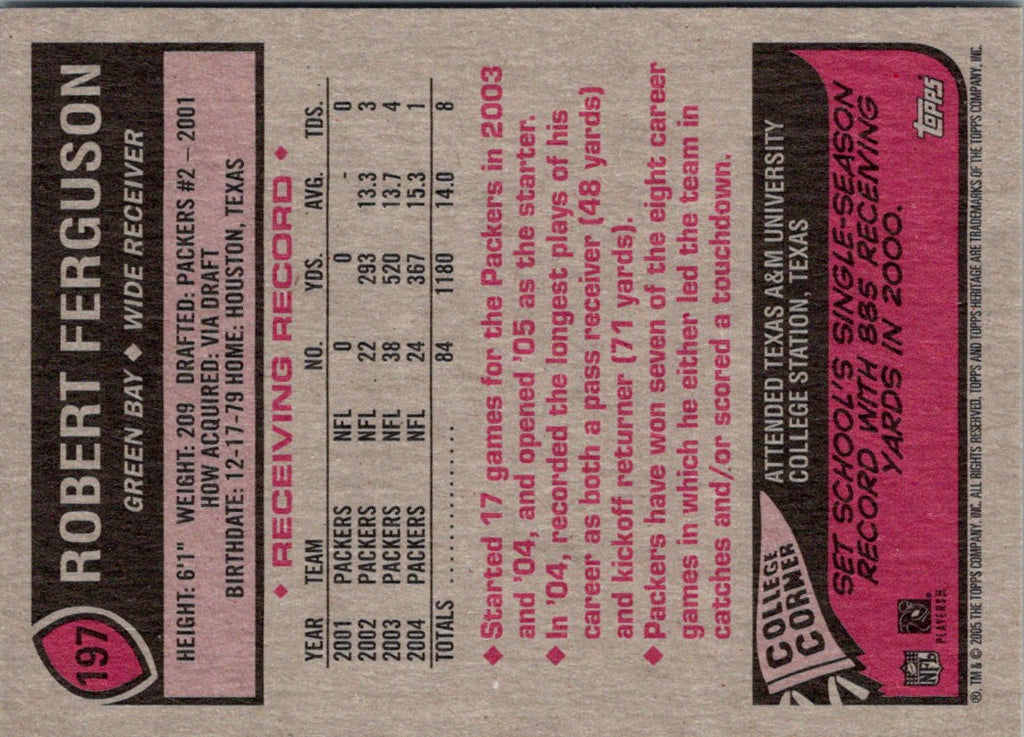 197
ROBERT FERGUSON
GREEN BAY ◆ WIDE RECEIVER
HEIGHT: 6'1" WEIGHT: 209 DRAFTED: PACKERS #2 – 2001
HOW ACQUIRED: VIA DRAFT
BIRTHDATE: 12-17-79 HOME: HOUSTON, TEXAS
◆ RECEIVING RECORD ◆
YEAR TEAM NO. YDS. AVG. TDS.
2001 PACKERS NFL 0 0 - 0
2002 PACKERS NFL 22 293 13.3 3
2003 PACKERS NFL 38 520 13.7 4
2004 PACKERS NFL 24 367 15.3 1
TOTALS .................... 84 1180 14.0 8
◆ Started 17 games for the Packers in 2003
and '04, and opened '05 as the starter.
◆ In '04, recorded the longest plays of his
career as both a pass receiver (48 yards)
and kickoff returner (71 yards).
◆ Packers have won seven of the eight career
games in which he either led the team in
catches and/or scored a touchdown.
COLLEGE
CORNER
ATTENDED TEXAS A&M UNIVERSITY
COLLEGE STATION, TEXAS
SET SCHOOL'S SINGLE-SEASON
RECORD WITH 885 RECEIVING
YARDS IN 2000.
NFL
PLAYERS
topps
®, TM & © 2005 THE TOPPS COMPANY, INC. ALL RIGHTS RESERVED. TOPPS AND TOPPS HERITAGE ARE TRADEMARKS OF THE TOPPS COMPANY, INC.